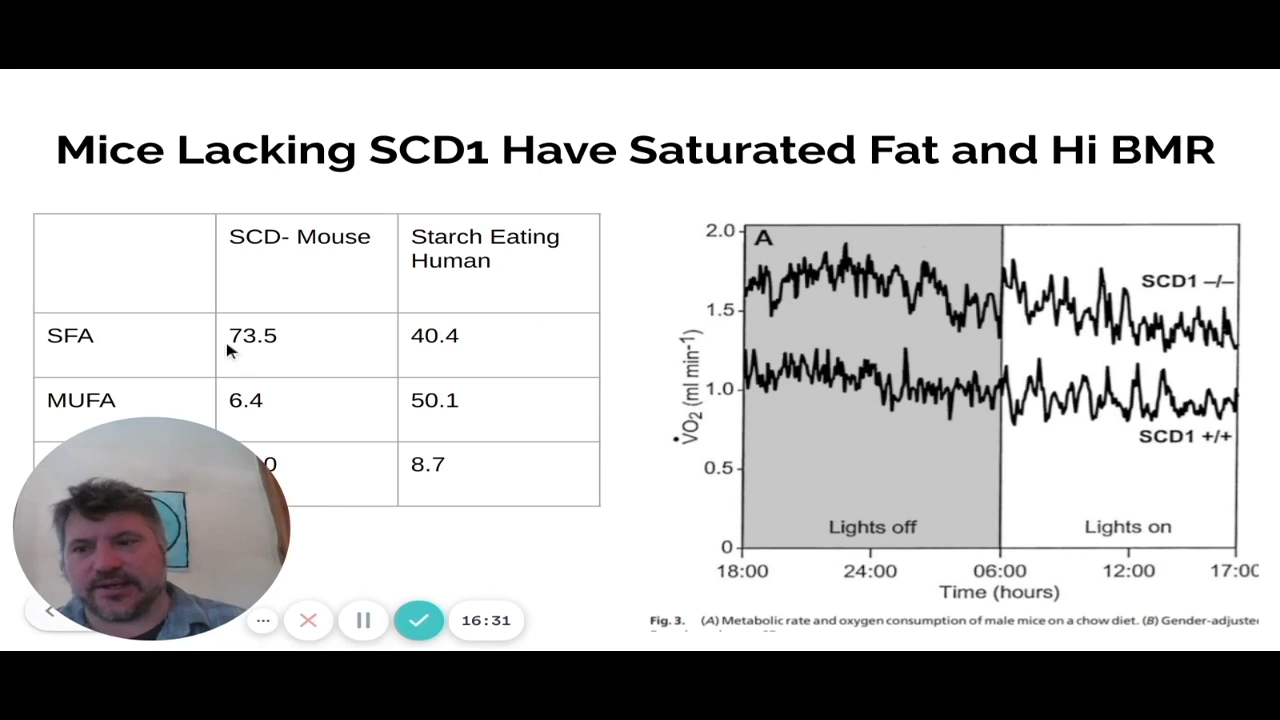 Mice Lacking SCD1 Have Saturated Fat and Hi BMR
SCD- Mouse
Starch Eating
Human
SFA
73.5
40.4
MUFA
6.4
50.1
8.7
A
2.0
1.5
1.0
0.5
0
V̇O2 (ml min-1)
SCD1 –/–
SCD1 +/+
Lights off
Lights on
18:00
24:00
06:00
12:00
17:00
Time (hours)
Fig. 3. (A) Metabolic rate and oxygen consumption of male mice on a chow diet. (B) Gender-adjusted
16:31